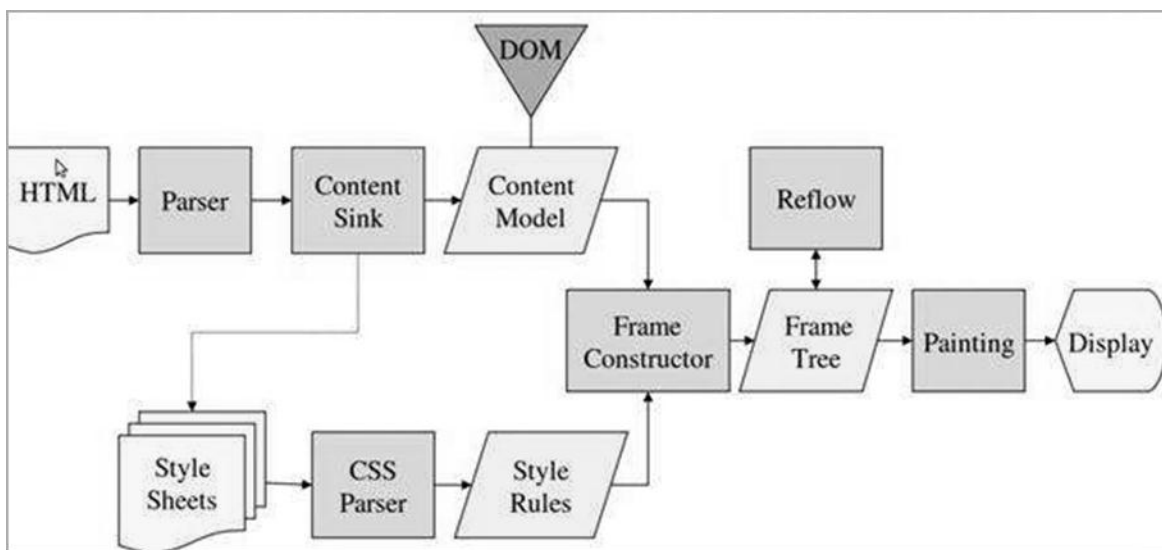 DOM
HTML
Parser
Content
Sink
Content
Model
Reflow
Frame
Constructor
Frame
Tree
Painting
Display
Style
Sheets
CSS
Parser
Style
Rules